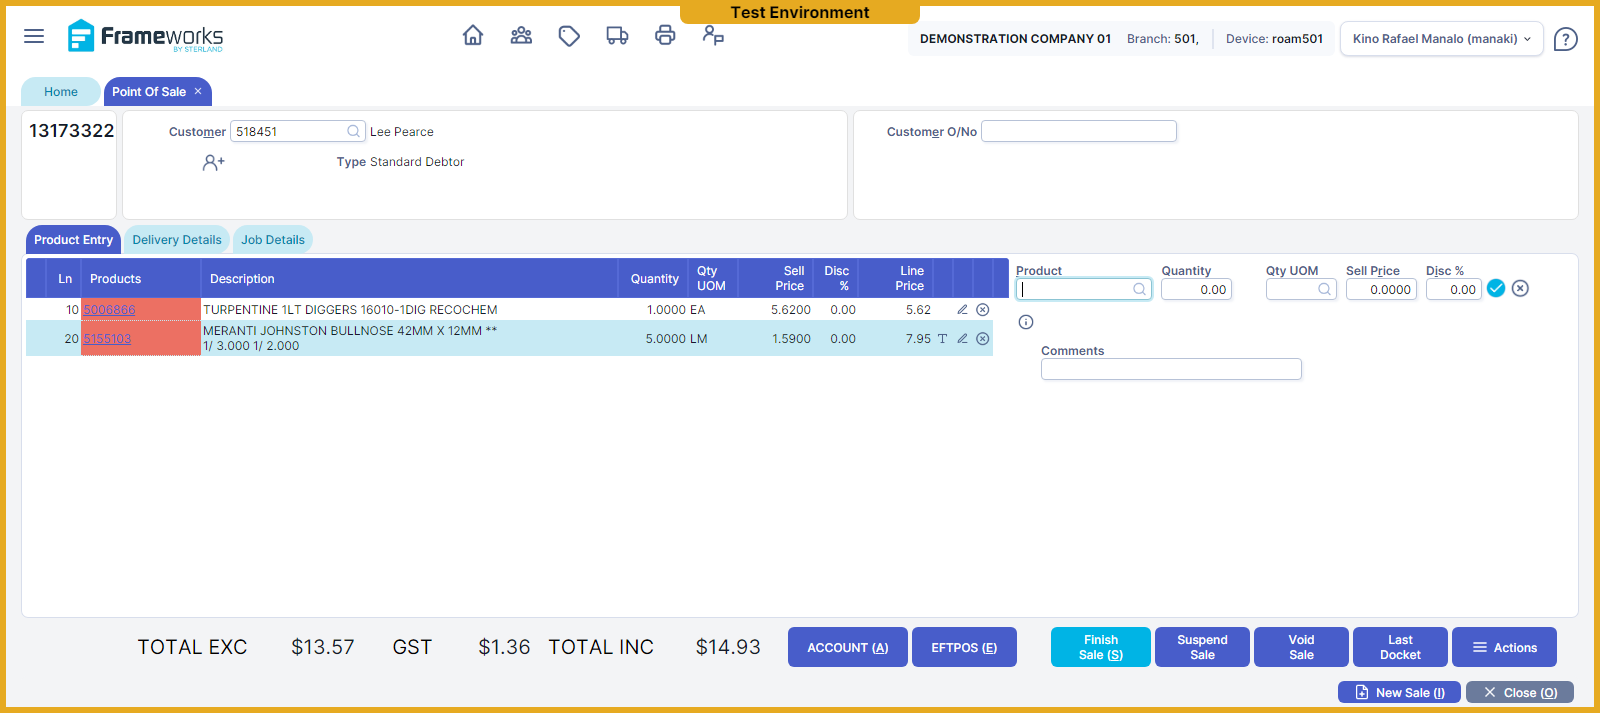 Test Environment
Frameworks
BY STERLAND
DEMONSTRATION COMPANY 01 Branch: 501, Device: roam501 Kino Rafael Manalo (manaki)
Home Point Of Sale
13173322
Customer 518451 Lee Pearce
Type Standard Debtor
Customer O/No
Product Entry Delivery Details Job Details
Ln Products Description Quantity Qty UOM Sell Price Disc % Line Price
10 5006866 TURPENTINE 1LT DIGGERS 16010-1DIG RECOCHEM 1.0000 EA 5.6200 0.00 5.62
20 5155103 MERANTI JOHNSTON BULLNOSE 42MM X 12MM **
1/ 3.000 1/ 2.000
5.0000 LM 1.5900 0.00 7.95 T
Product Quantity Qty UOM Sell Price Disc %
0.00 0.0000 0.00
Comments
TOTAL EXC $13.57 GST $1.36 TOTAL INC $14.93
ACCOUNT (A) EFTPOS (E)
Finish Sale (S)
Suspend Sale
Void Sale
Last Docket
Actions
New Sale (I) Close (O)